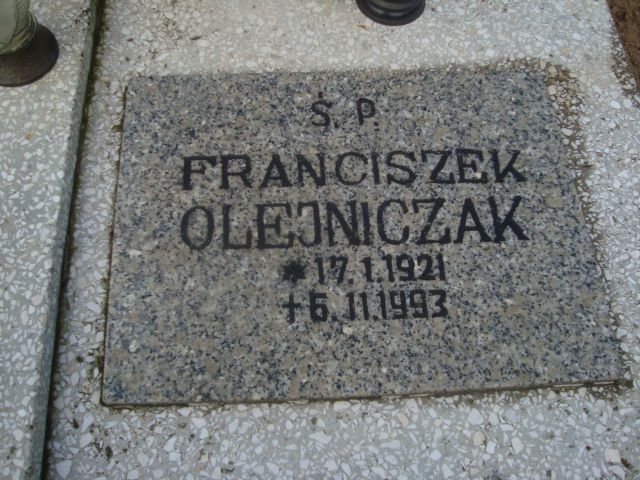 Ś. P.
FRANCISZEK
OLEJNICZAK
* 17.1.1921
+ 6.11.1993